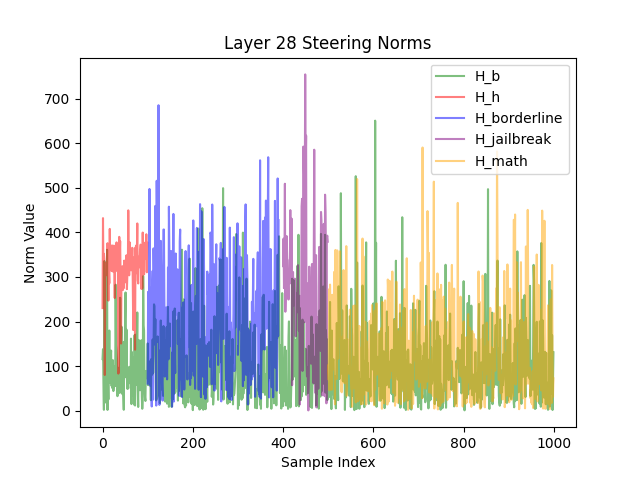 Layer 28 Steering Norms
Norm Value
700
600
500
400
300
200
100
0
H_b
H_h
H_borderline
H_jailbreak
H_math
0
200
400
600
800
1000
Sample Index